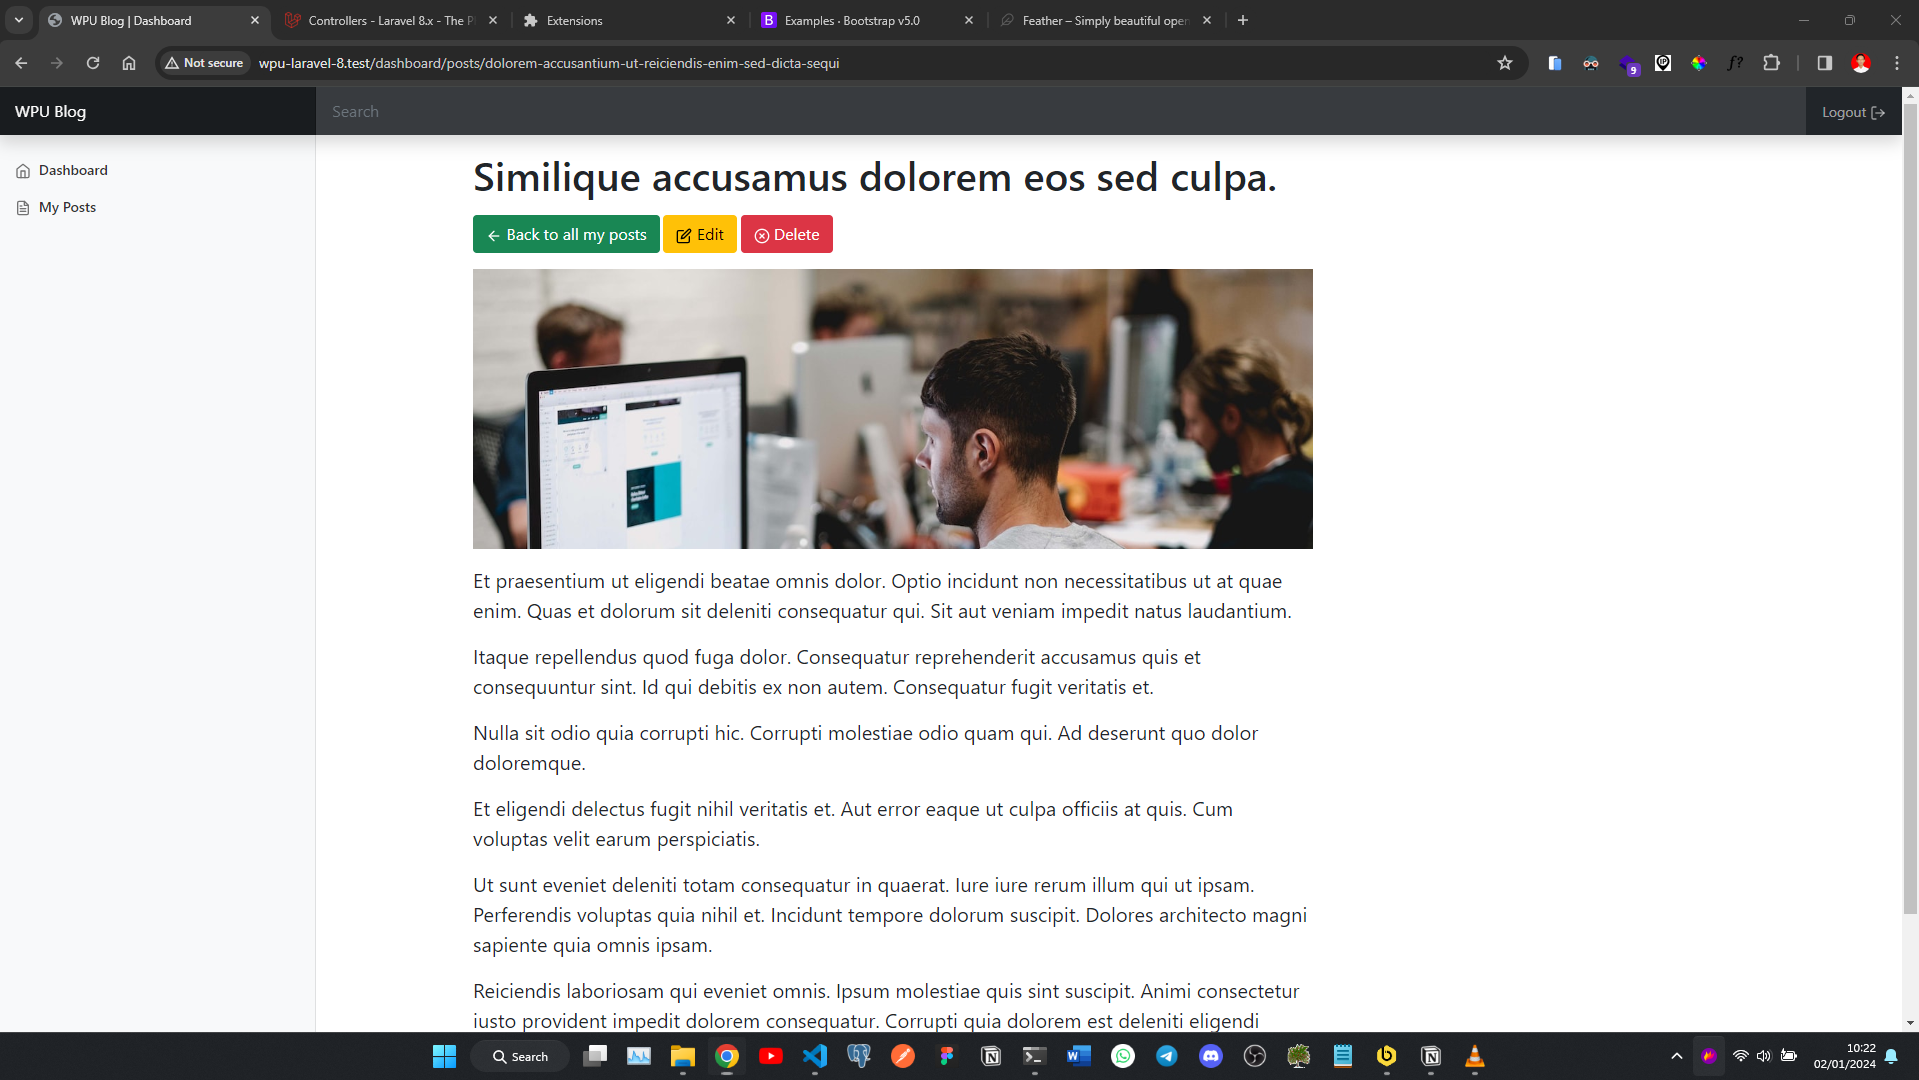 WPU Blog | Dashboard
Controllers - Laravel 8.x - The P
Extensions
Examples · Bootstrap v5.0
Feather – Simply beautiful open
Not secure
wpu-laravel-8.test/dashboard/posts/dolorem-accusantium-ut-reiciendis-enim-sed-dicta-sequi
9
f?
WPU Blog
Search
Logout
Dashboard
My Posts
Similique accusamus dolorem eos sed culpa.
Back to all my posts
Edit
Delete
Et praesentium ut eligendi beatae omnis dolor. Optio incidunt non necessitatibus ut at quae
enim. Quas et dolorum sit deleniti consequatur qui. Sit aut veniam impedit natus laudantium.
Itaque repellendus quod fuga dolor. Consequatur reprehenderit accusamus quis et
consequuntur sint. Id qui debitis ex non autem. Consequatur fugit veritatis et.
Nulla sit odio quia corrupti hic. Corrupti molestiae odio quam qui. Ad deserunt quo dolor
doloremque.
Et eligendi delectus fugit nihil veritatis et. Aut error eaque ut culpa officiis at quis. Cum
voluptas velit earum perspiciatis.
Ut sunt eveniet deleniti totam consequatur in quaerat. Iure iure rerum illum qui ut ipsam.
Perferendis voluptas quia nihil et. Incidunt tempore dolorum suscipit. Dolores architecto magni
sapiente quia omnis ipsam.
Reiciendis laboriosam qui eveniet omnis. Ipsum molestiae quis sint suscipit. Animi consectetur
iusto provident impedit dolorem consequatur. Corrupti quia dolorem est deleniti eligendi
Search
10:22
02/01/2024